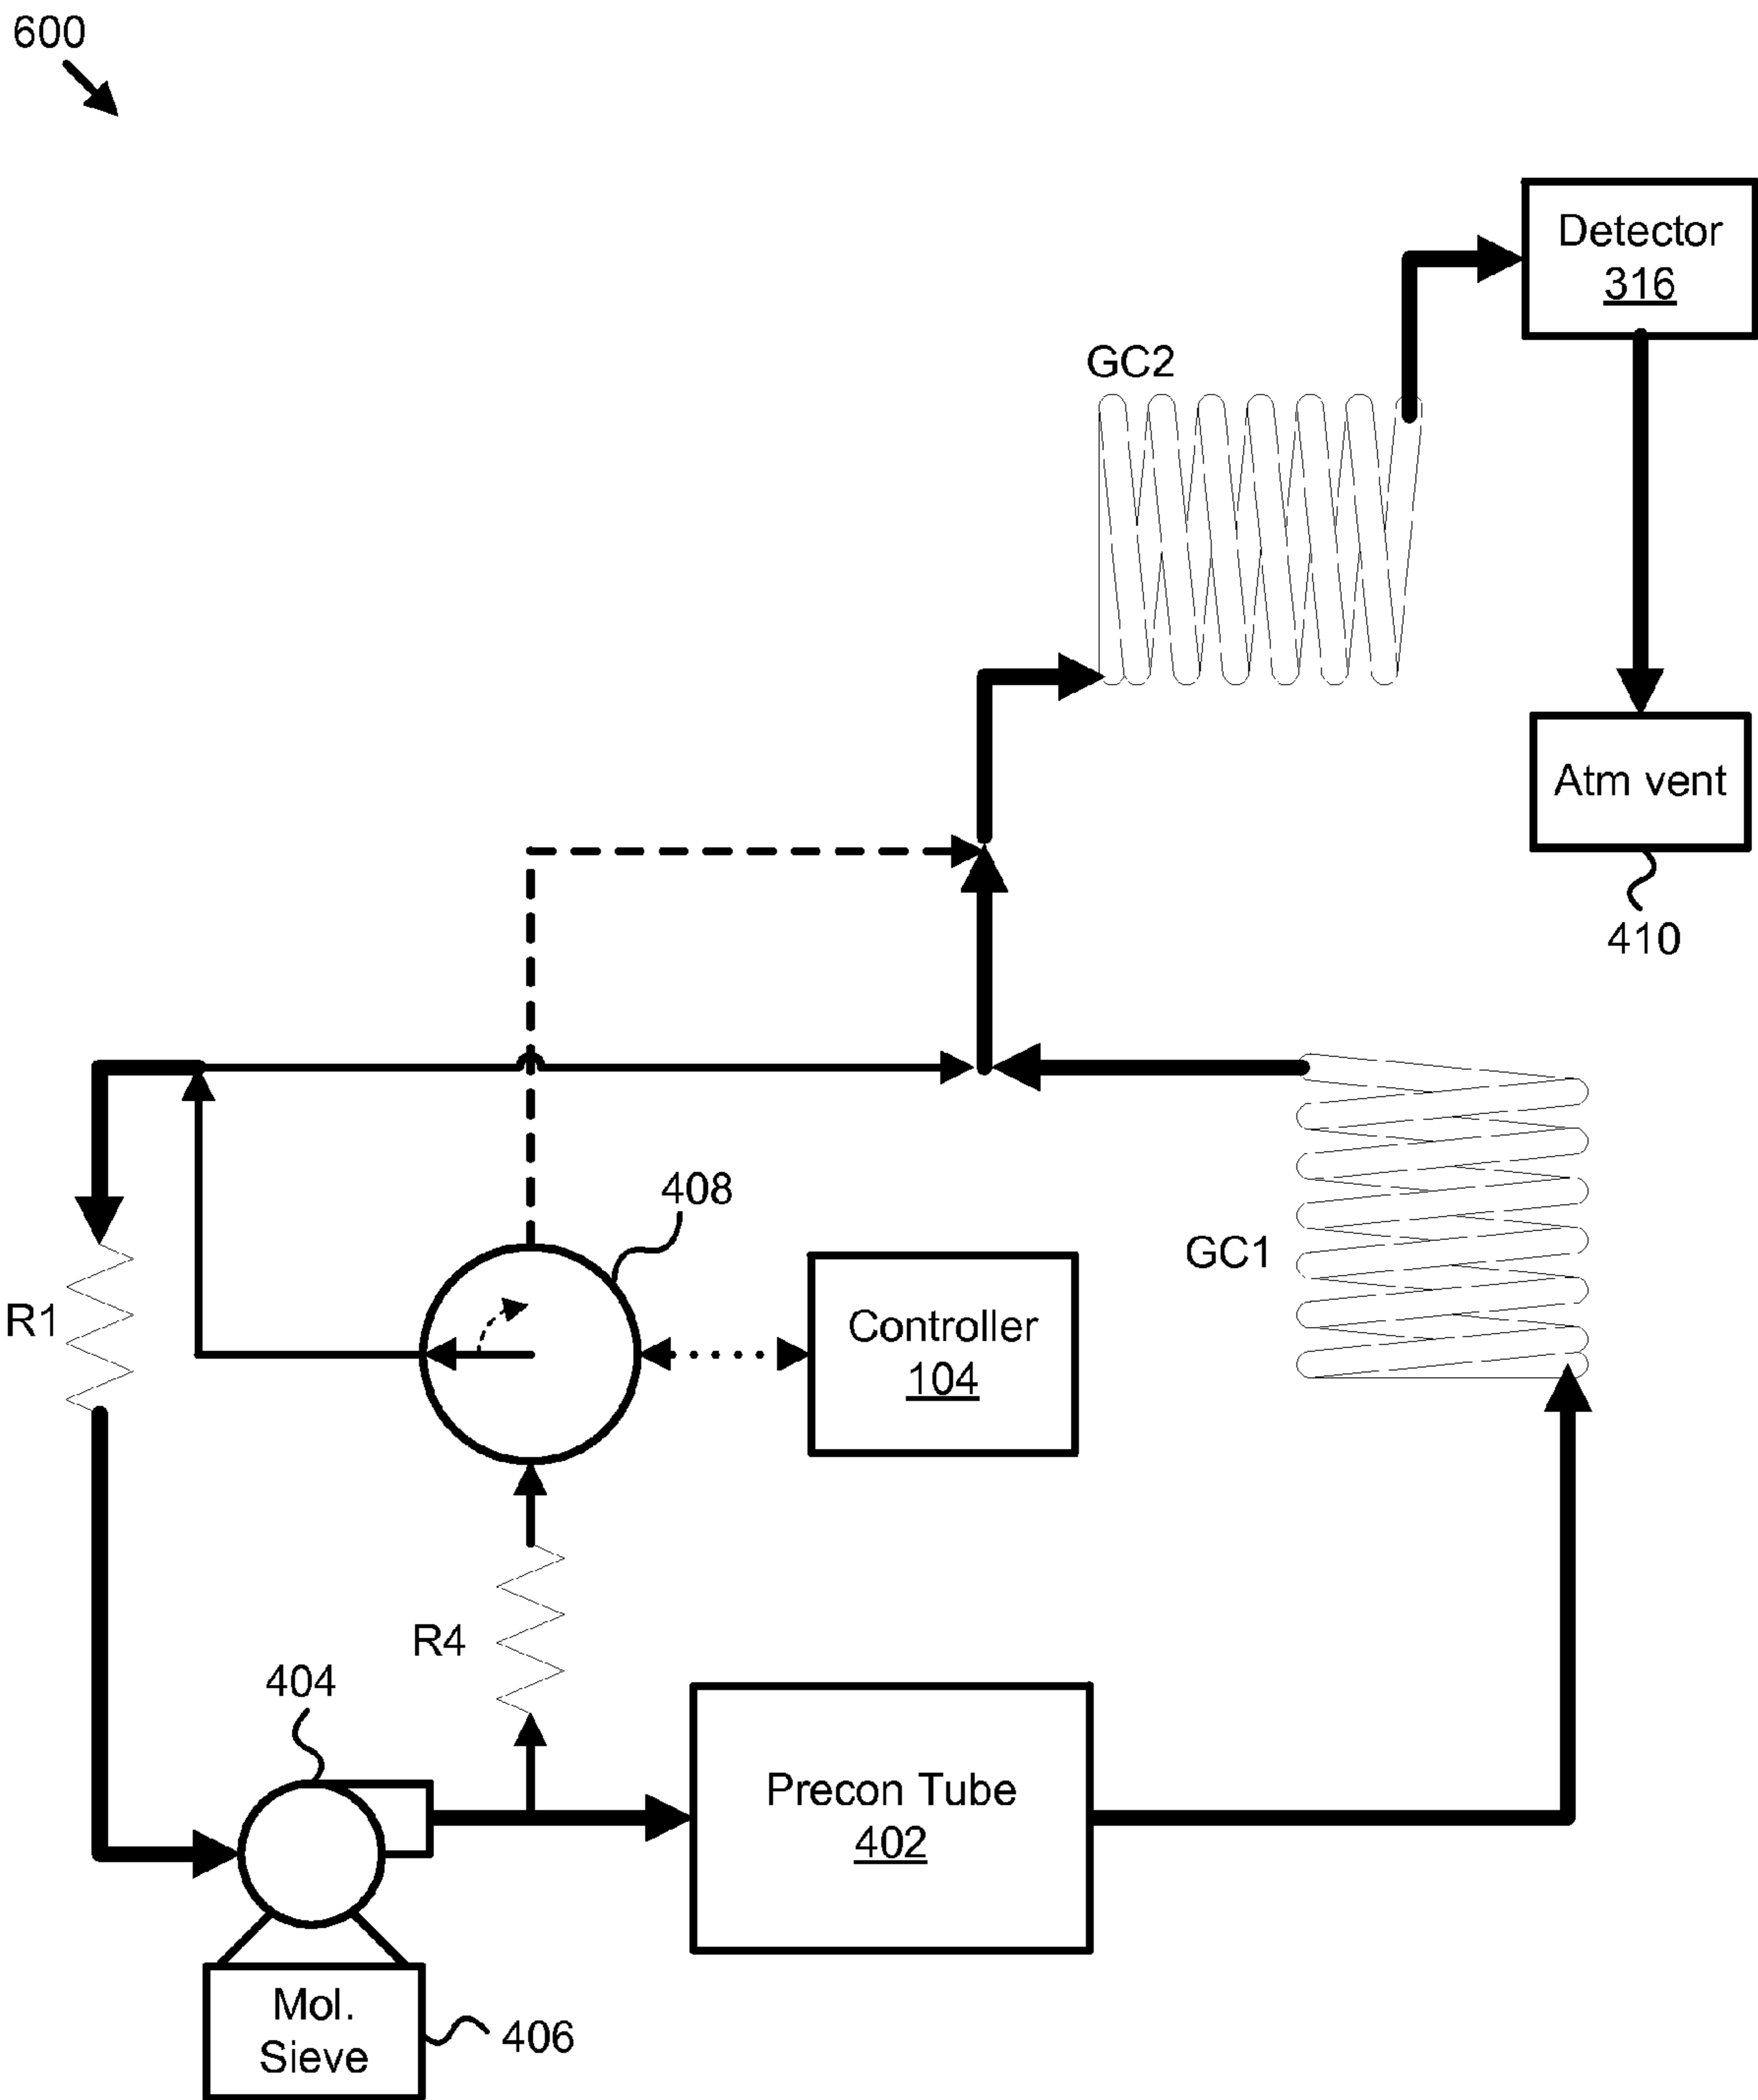 600
Detector
316
GC2
Atm vent
410
408
GC1
Controller
104
R1
R4
404
Precon Tube
402
Mol.
Sieve
406